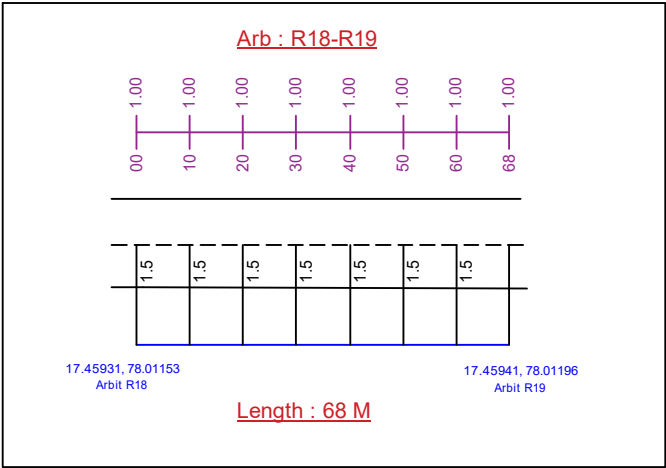 Arb : R18-R19
1.00 1.00 1.00 1.00 1.00 1.00 1.00 1.00
00 10 20 30 40 50 60 68
1.5 1.5 1.5 1.5 1.5 1.5 1.5
17.45931, 78.01153
Arbit R18
17.45941, 78.01196
Arbit R19
Length : 68 M